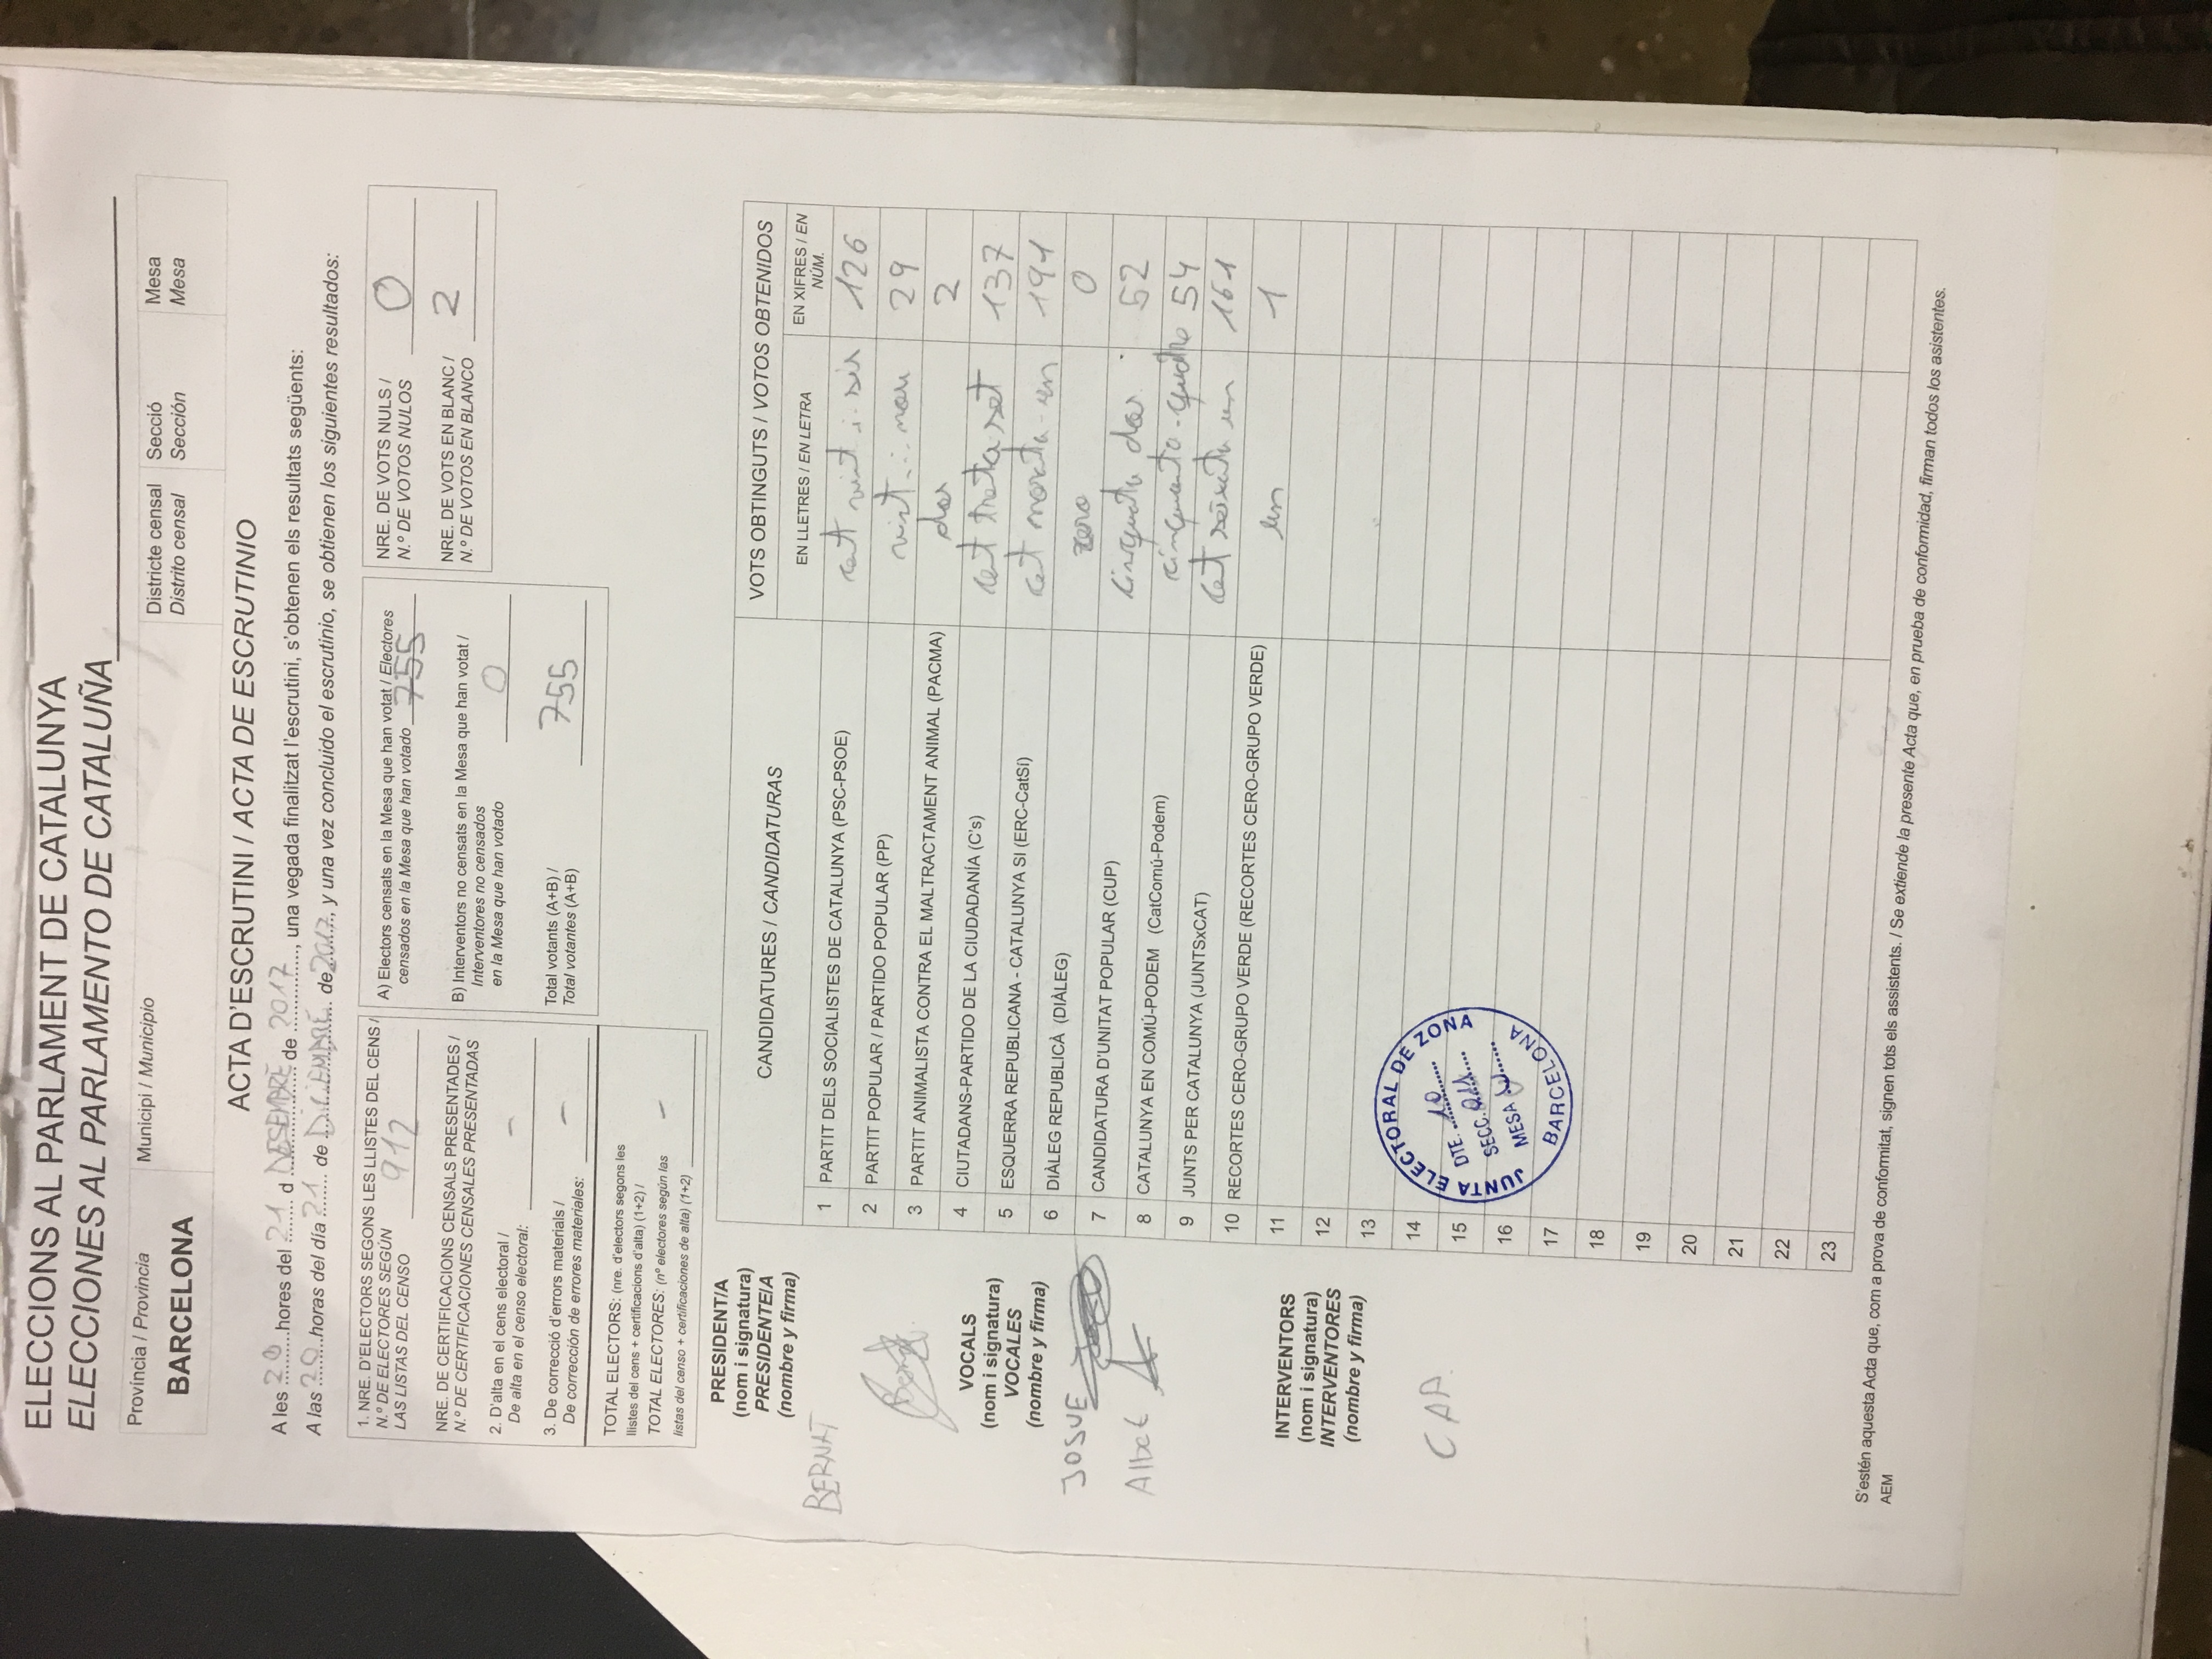 ELECCIONS AL PARLAMENT DE CATALUNYA
ELECCIONES AL PARLAMENTO DE CATALUÑA
Província / Provincia
BARCELONA
Municipi / Municipio
Districte censal
Distrito censal
Secció
Sección
Mesa
Mesa
ACTA D'ESCRUTINI / ACTA DE ESCRUTINIO
A les 20 hores del 21 d DESEMBRE de 2017, una vegada finalitzat l'escrutini, s'obtenen els resultats següents:
A las 20 horas del día 21 de DICIEMBRE de 2017, y una vez concluido el escrutinio, se obtienen los siguientes resultados:
1. NRE. D'ELECTORS SEGONS LES LLISTES DEL CENS /
N.º DE ELECTORES SEGÚN
LAS LISTAS DEL CENSO 912
NRE. DE CERTIFICACIONS CENSALS PRESENTADES /
N.º DE CERTIFICACIONES CENSALES PRESENTADAS
2. D'alta en el cens electoral /
De alta en el censo electoral: -
3. De correcció d'errors materials /
De corrección de errores materiales: -
TOTAL ELECTORS: (nre. d'electors segons les
llistes del cens + certificacions d'alta) (1+2) /
TOTAL ELECTORES: (nº electores según las
listas del censo + certificaciones de alta) (1+2) -
A) Electors censats en la Mesa que han votat / Electores
censados en la Mesa que han votado 755
B) Interventors no censats en la Mesa que han votat /
Interventores no censados
en la Mesa que han votado 0
Total votants (A+B) /
Total votantes (A+B) 755
NRE. DE VOTS NULS /
N.º DE VOTOS NULOS 0
NRE. DE VOTS EN BLANC /
N.º DE VOTOS EN BLANCO 2
PRESIDENT/A
(nom i signatura)
PRESIDENTE/A
(nombre y firma)
BERNAT
VOCALS
(nom i signatura)
VOCALES
(nombre y firma)
JOSUE
Albet
INTERVENTORS
(nom i signatura)
INTERVENTORES
(nombre y firma)
CAP.
CANDIDATURES / CANDIDATURAS
VOTS OBTINGUTS / VOTOS OBTENIDOS
EN LLETRES / EN LETRA
EN XIFRES / EN
NÚM.
1 PARTIT DELS SOCIALISTES DE CATALUNYA (PSC-PSOE) cent vint i sis 126
2 PARTIT POPULAR / PARTIDO POPULAR (PP) vint i nou 29
3 PARTIT ANIMALISTA CONTRA EL MALTRACTAMENT ANIMAL (PACMA) dos 2
4 CIUTADANS-PARTIDO DE LA CIUDADANÍA (C's) cent trenta set 137
5 ESQUERRA REPUBLICANA - CATALUNYA SI (ERC-CatSí) cent noranta-un 191
6 DIÀLEG REPUBLICÀ (DIÀLEG) zero 0
7 CANDIDATURA D'UNITAT POPULAR (CUP) cinquanta dos 52
8 CATALUNYA EN COMÚ-PODEM (CatComú-Podem) cinquanta-quatre 54
9 JUNTS PER CATALUNYA (JUNTSxCAT) cent seixanta un 161
10 RECORTES CERO-GRUPO VERDE (RECORTES CERO-GRUPO VERDE) un 1
11
12
13
14
15
16
17
18
19
20
21
22
23
JUNTA ELECTORAL DE ZONA
DTE. 10
SECC. 011
MESA
BARCELONA
S'estén aquesta Acta que, com a prova de conformitat, signen tots els assistents. / Se extiende la presente Acta que, en prueba de conformidad, firman todos los asistentes.
AEM